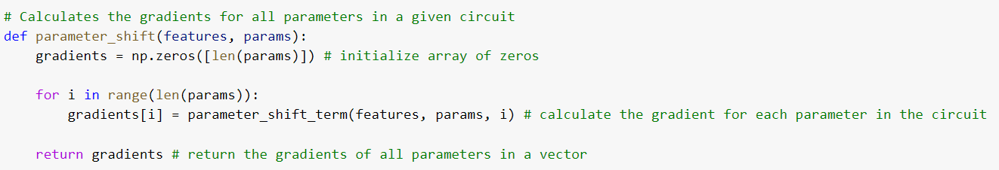 # Calculates the gradients for all parameters in a given circuit
def parameter_shift(features, params):
    gradients = np.zeros([len(params)]) # initialize array of zeros

    for i in range(len(params)):
        gradients[i] = parameter_shift_term(features, params, i) # calculate the gradient for each parameter in the circuit

    return gradients # return the gradients of all parameters in a vector